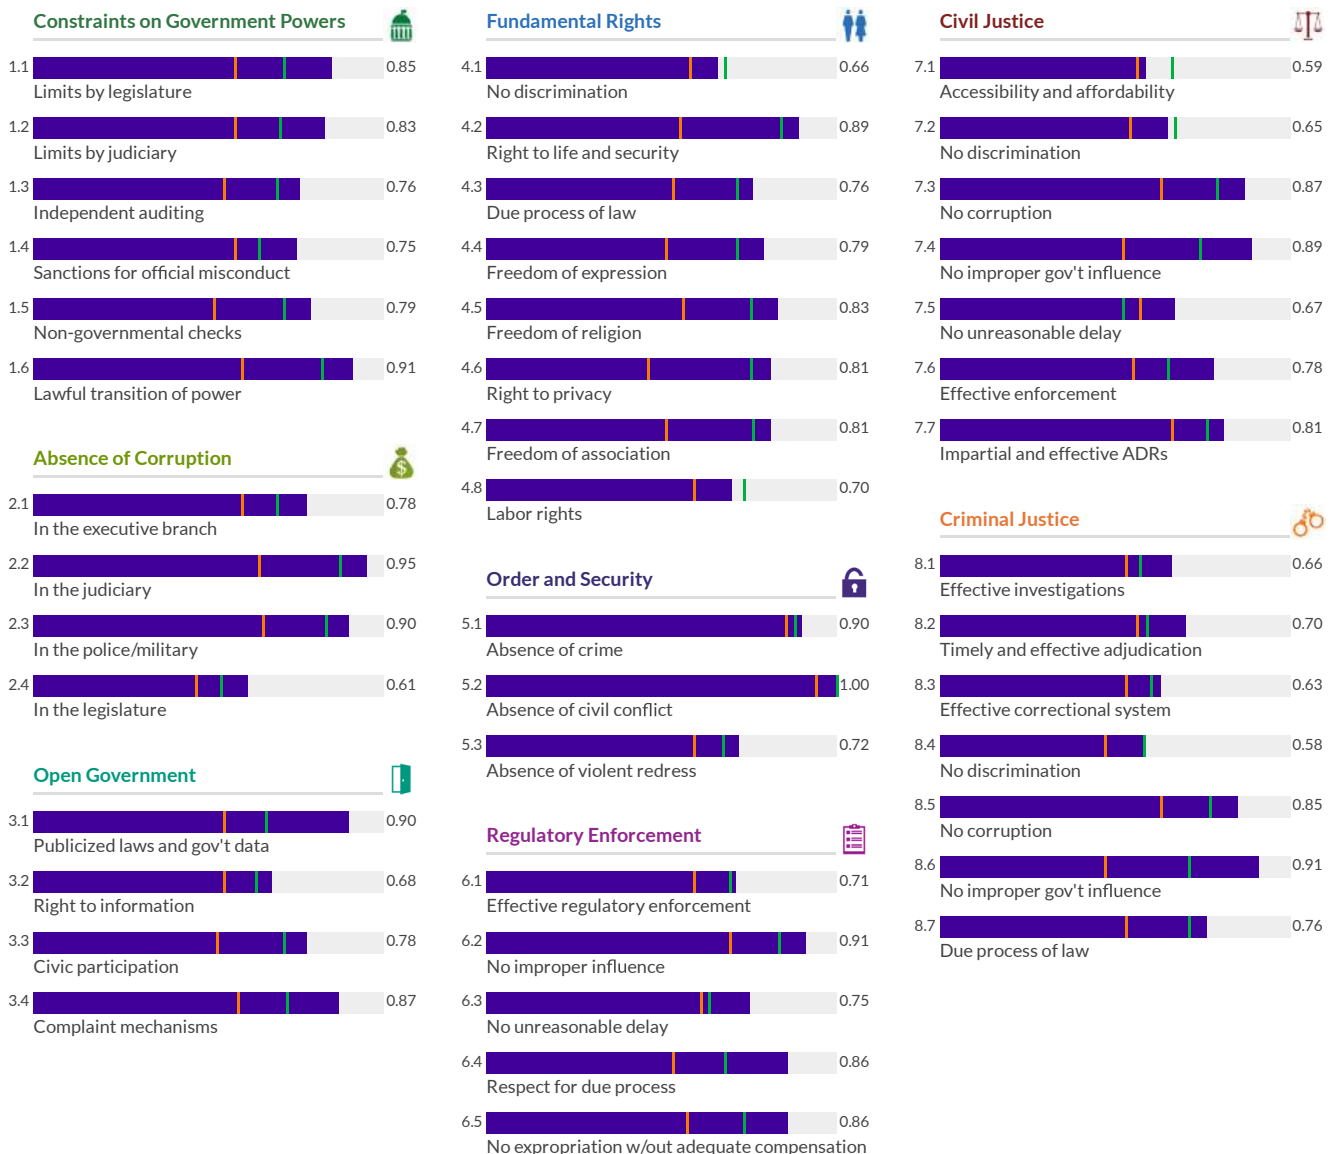 Constraints on Government Powers
1.1 0.85
Limits by legislature
1.2 0.83
Limits by judiciary
1.3 0.76
Independent auditing
1.4 0.75
Sanctions for official misconduct
1.5 0.79
Non-governmental checks
1.6 0.91
Lawful transition of power
Absence of Corruption
$
2.1 0.78
In the executive branch
2.2 0.95
In the judiciary
2.3 0.90
In the police/military
2.4 0.61
In the legislature
Open Government
3.1 0.90
Publicized laws and gov't data
3.2 0.68
Right to information
3.3 0.78
Civic participation
3.4 0.87
Complaint mechanisms
Fundamental Rights
4.1 0.66
No discrimination
4.2 0.89
Right to life and security
4.3 0.76
Due process of law
4.4 0.79
Freedom of expression
4.5 0.83
Freedom of religion
4.6 0.81
Right to privacy
4.7 0.81
Freedom of association
4.8 0.70
Labor rights
Order and Security
5.1 0.90
Absence of crime
5.2 1.00
Absence of civil conflict
5.3 0.72
Absence of violent redress
Regulatory Enforcement
6.1 0.71
Effective regulatory enforcement
6.2 0.91
No improper influence
6.3 0.75
No unreasonable delay
6.4 0.86
Respect for due process
6.5 0.86
No expropriation w/out adequate compensation
Civil Justice
7.1 0.59
Accessibility and affordability
7.2 0.65
No discrimination
7.3 0.87
No corruption
7.4 0.89
No improper gov't influence
7.5 0.67
No unreasonable delay
7.6 0.78
Effective enforcement
7.7 0.81
Impartial and effective ADRs
Criminal Justice
8.1 0.66
Effective investigations
8.2 0.70
Timely and effective adjudication
8.3 0.63
Effective correctional system
8.4 0.58
No discrimination
8.5 0.85
No corruption
8.6 0.91
No improper gov't influence
8.7 0.76
Due process of law